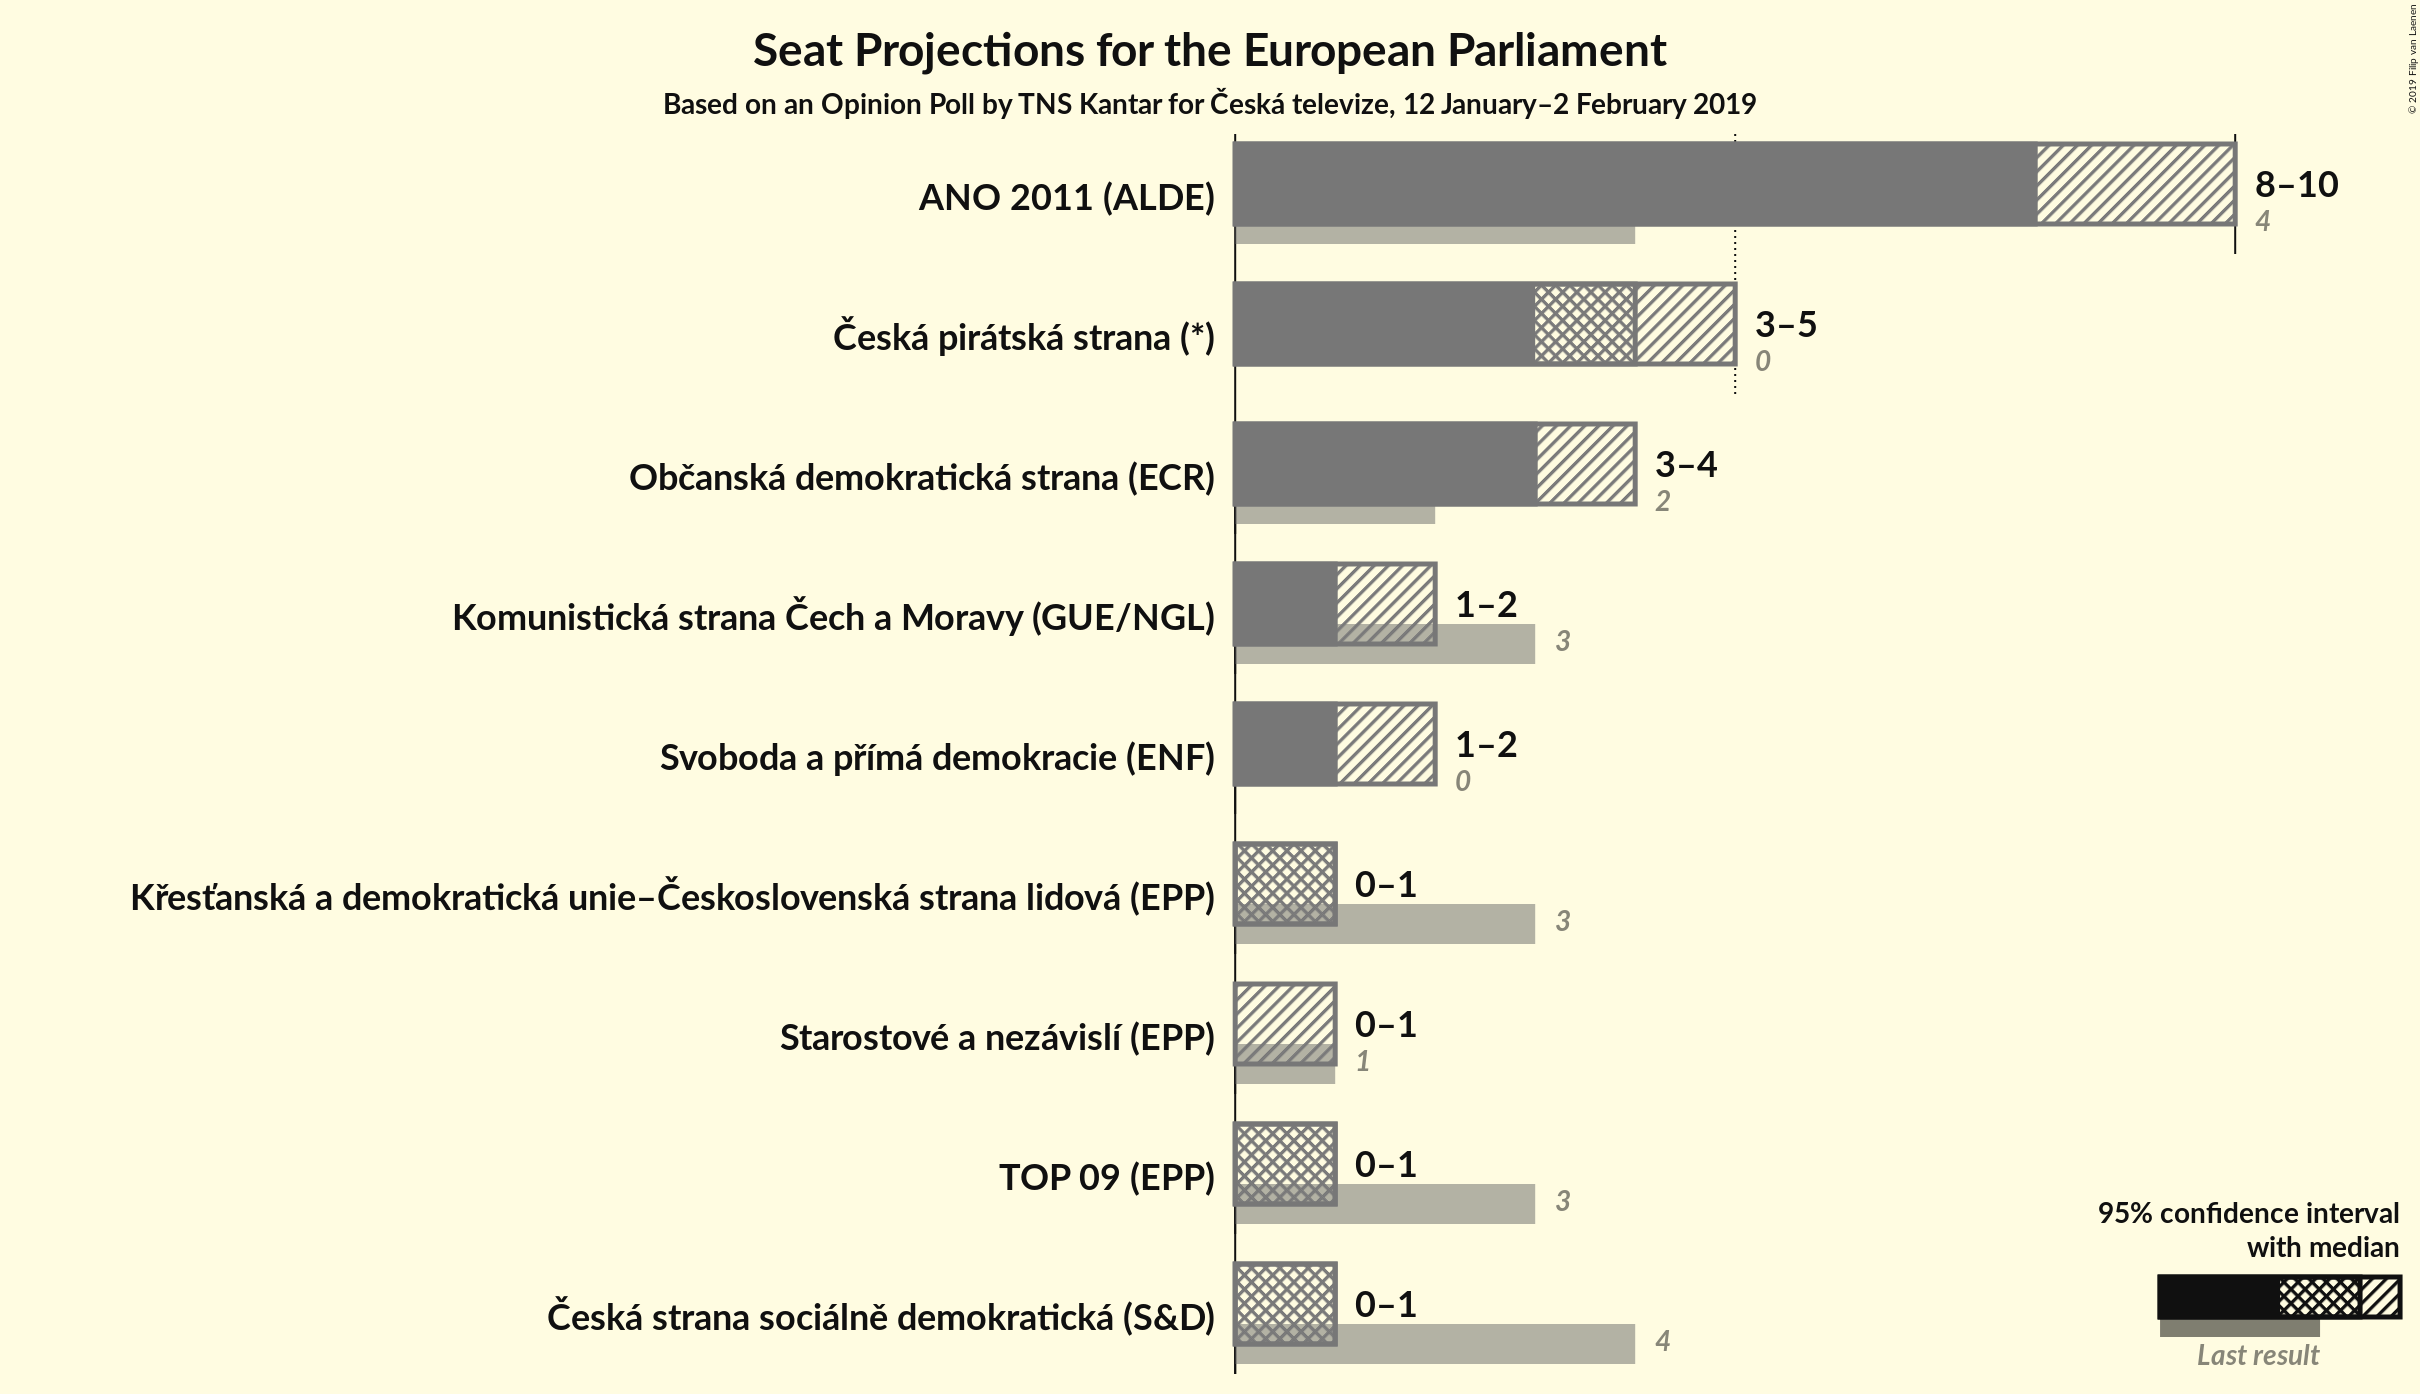 Seat Projections for the European Parliament
Based on an Opinion Poll by TNS Kantar for Česká televize, 12 January–2 February 2019
© 2019 Filip van Laenen
ANO 2011 (ALDE)
8–10
4
Česká pirátská strana (*)
3–5
0
Občanská demokratická strana (ECR)
3–4
2
Komunistická strana Čech a Moravy (GUE/NGL)
1–2
3
Svoboda a přímá demokracie (ENF)
1–2
0
Křesťanská a demokratická unie–Československá strana lidová (EPP)
0–1
3
Starostové a nezávislí (EPP)
0–1
1
TOP 09 (EPP)
0–1
3
Česká strana sociálně demokratická (S&D)
0–1
4
95% confidence interval
with median
Last result